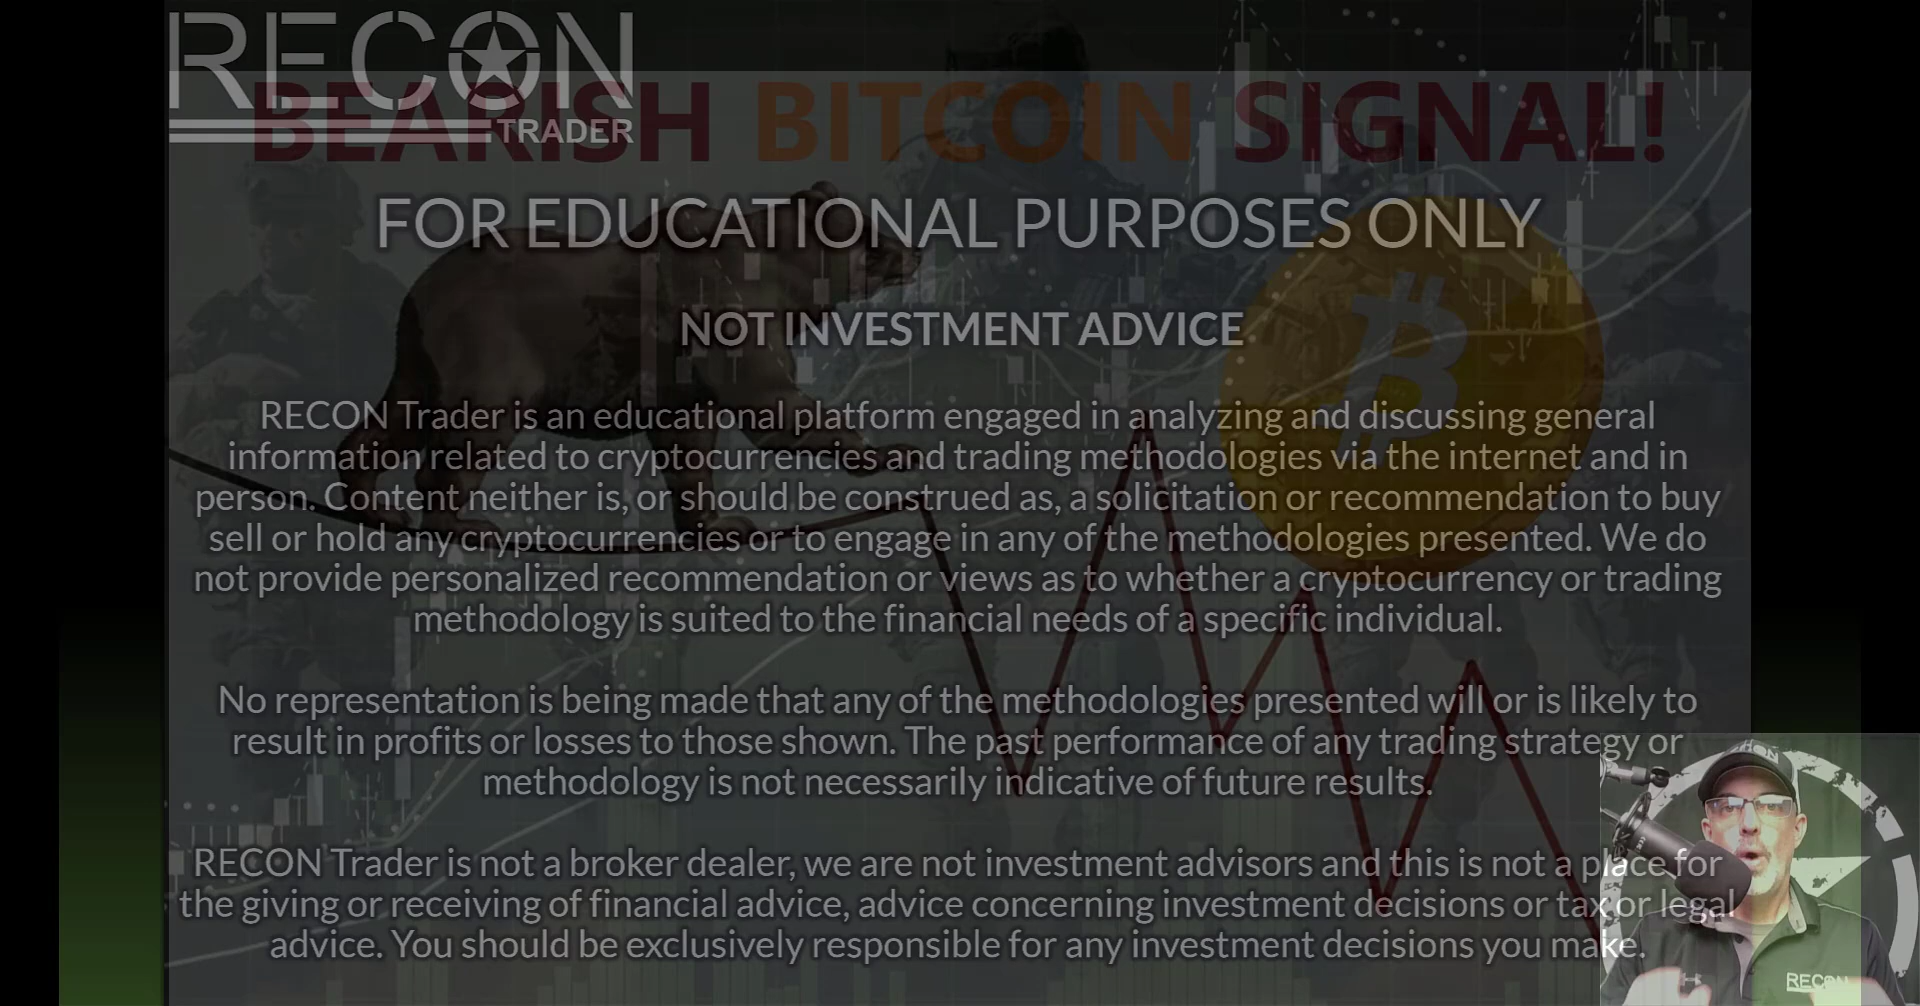 RECON
TRADER
BEARISH BITCOIN SIGNAL!
FOR EDUCATIONAL PURPOSES ONLY
NOT INVESTMENT ADVICE
RECON Trader is an educational platform engaged in analyzing and discussing general
information related to cryptocurrencies and trading methodologies via the internet and in
person. Content neither is, or should be construed as, a solicitation or recommendation to buy
sell or hold any cryptocurrencies or to engage in any of the methodologies presented. We do
not provide personalized recommendation or views as to whether a cryptocurrency or trading
methodology is suited to the financial needs of a specific individual.
No representation is being made that any of the methodologies presented will or is likely to
result in profits or losses to those shown. The past performance of any trading strategy or
methodology is not necessarily indicative of future results.
RECON Trader is not a broker dealer, we are not investment advisors and this is not a place for
the giving or receiving of financial advice, advice concerning investment decisions or tax or legal
advice. You should be exclusively responsible for any investment decisions you make.
RECON